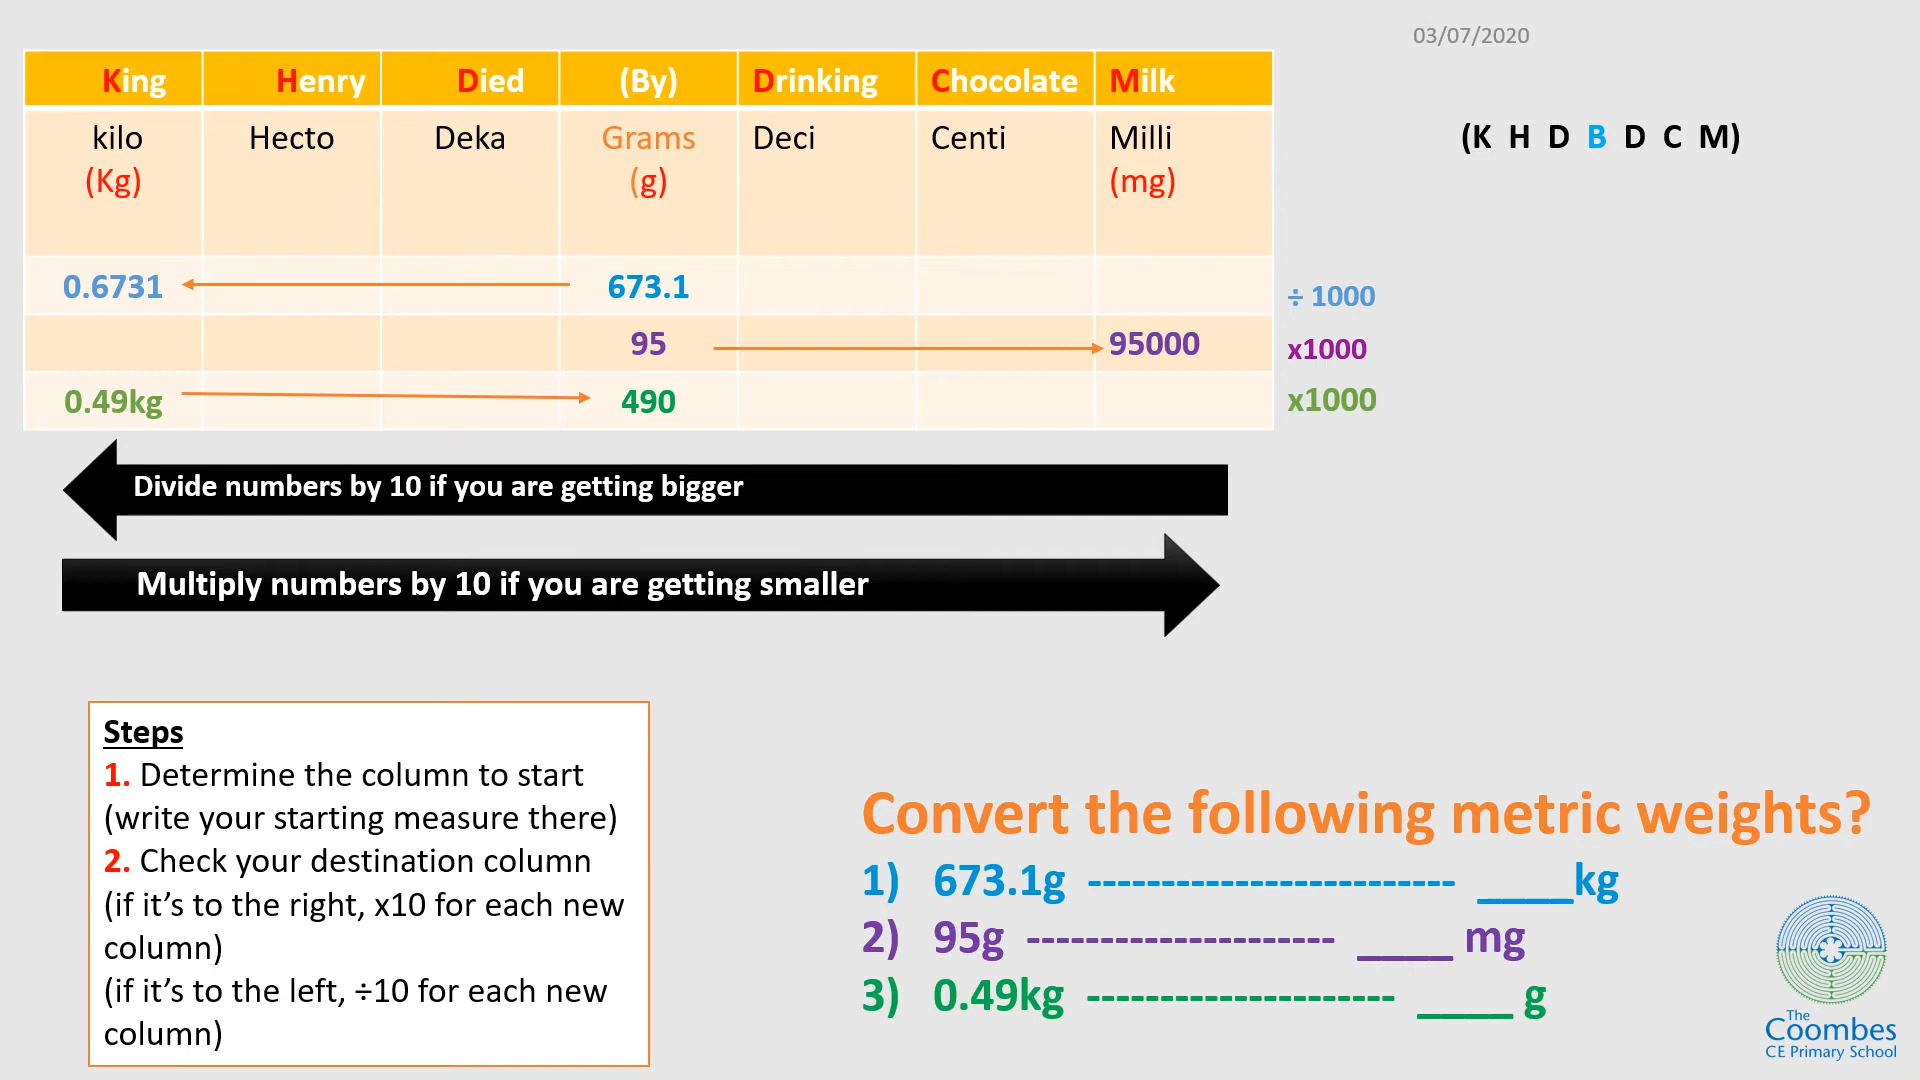 03/07/2020
King Henry Died (By) Drinking Chocolate Milk
kilo Hecto Deka Grams Deci Centi Milli
(Kg) (g) (mg)
(K H D B D C M)
0.6731 673.1 ÷ 1000
95 95000 x1000
0.49kg 490 x1000
Divide numbers by 10 if you are getting bigger
Multiply numbers by 10 if you are getting smaller
Steps
1. Determine the column to start
(write your starting measure there)
2. Check your destination column
(if it’s to the right, x10 for each new
column)
(if it’s to the left, ÷10 for each new
column)
Convert the following metric weights?
1) 673.1g ------------------------- ____kg
2) 95g --------------------- ____ mg
3) 0.49kg --------------------- ____ g
The
Coombes
CE Primary School